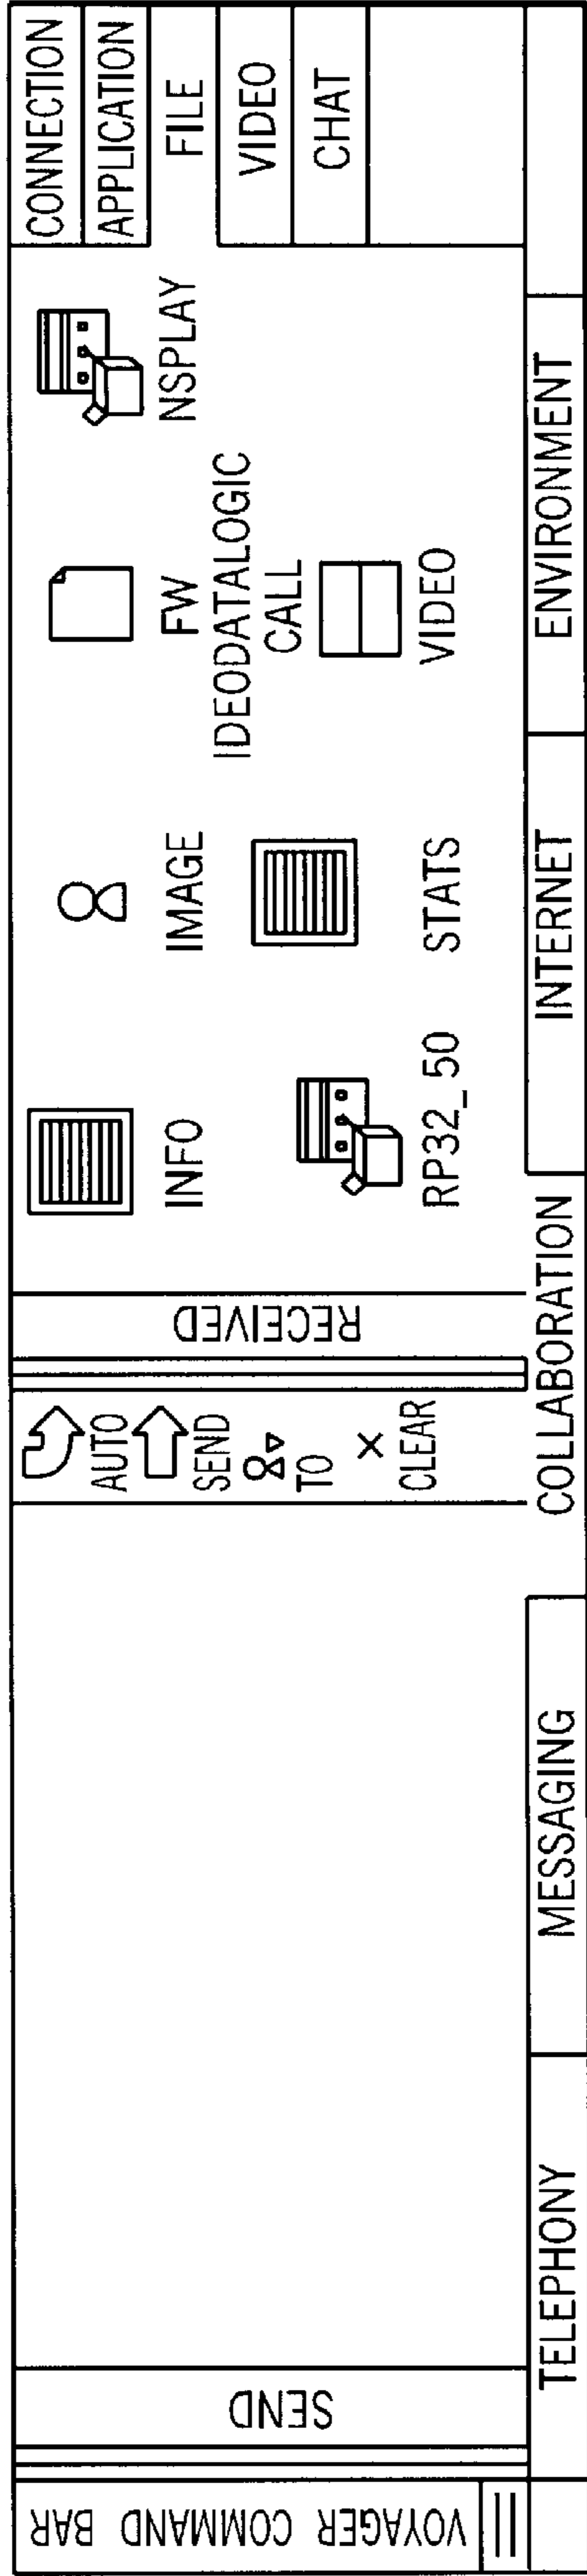 VOYAGER COMMAND BAR
SEND
AUTO
SEND
TO
CLEAR
RECEIVED
INFO
IMAGE
FW
IDEODATALOGIC
CALL
NSPLAY
RP32_50
STATS
VIDEO
CONNECTION
APPLICATION
FILE
VIDEO
CHAT
TELEPHONY
MESSAGING
COLLABORATION
INTERNET
ENVIRONMENT